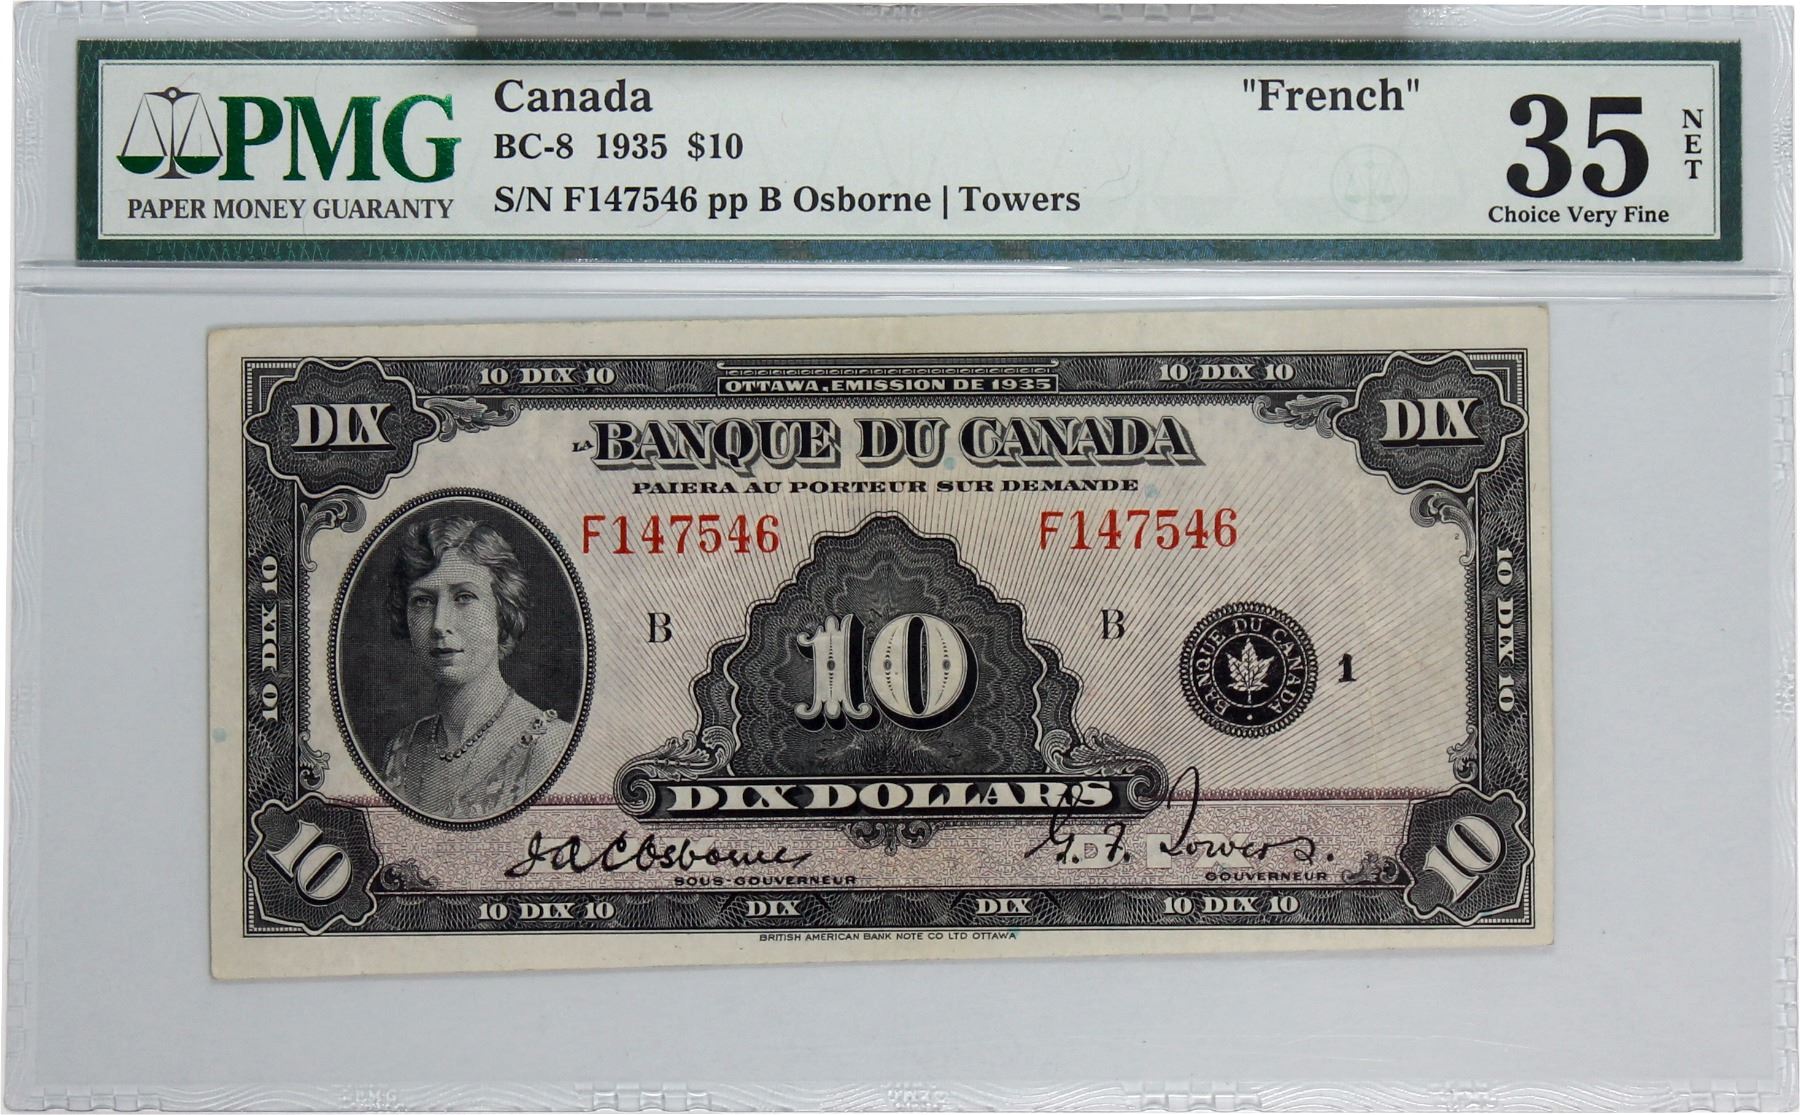 PMG
PAPER MONEY GUARANTY
Canada
BC-8 1935 $10
S/N F147546 pp B Osborne | Towers
"French"
35
NET
Choice Very Fine
10 DIX 10
OTTAWA, EMISSION DE 1935
10 DIX 10
DIX
DIX
LA BANQUE DU CANADA
PAIERA AU PORTEUR SUR DEMANDE
F147546
F147546
B
B
10
BANQUE DU CANADA
1
10 DIX 10
10 DIX 10
DIX DOLLARS
J.A.C. Osborne
SOUS-GOUVERNEUR
G. F. Towers.
GOUVERNEUR
10
10
10 DIX 10
DIX
DIX
10 DIX 10
BRITISH AMERICAN BANK NOTE CO LTD OTTAWA